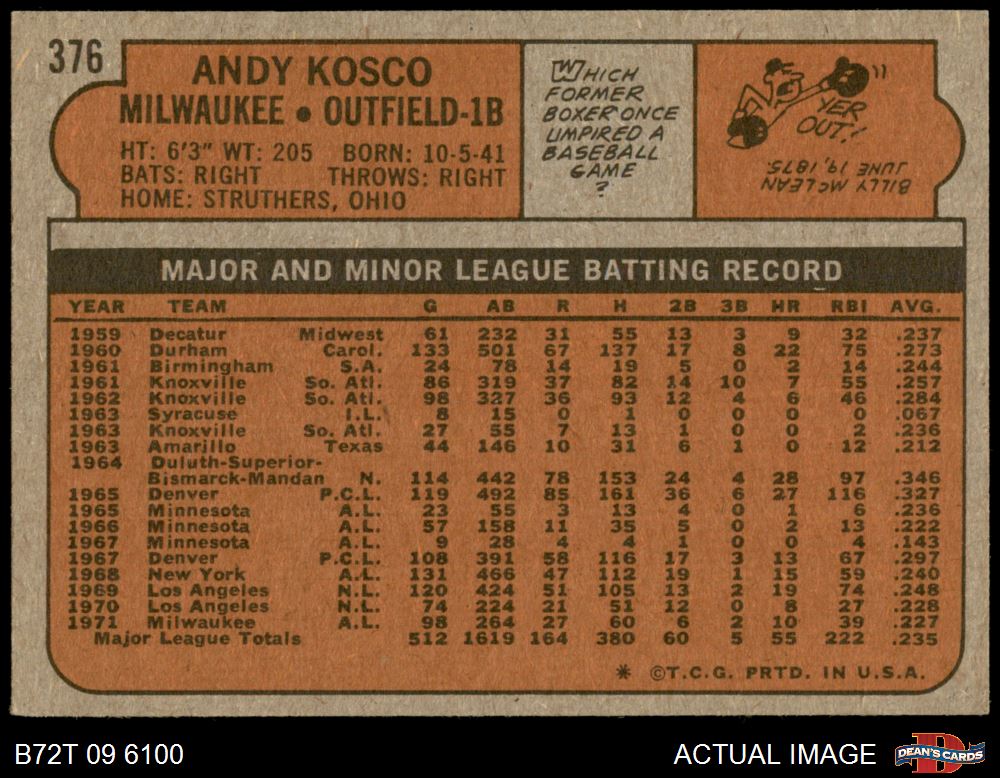 376
ANDY KOSCO
MILWAUKEE • OUTFIELD-1B
HT: 6'3" WT: 205 BORN: 10-5-41
BATS: RIGHT THROWS: RIGHT
HOME: STRUTHERS, OHIO
WHICH
FORMER
BOXER ONCE
UMPIRED A
BASEBALL
GAME
?
YER
OUT!!
BILLY McLEAN
JUNE 19, 1875.
MAJOR AND MINOR LEAGUE BATTING RECORD
YEAR TEAM G AB R H 2B 3B HR RBI AVG.
1959 Decatur Midwest 61 232 31 55 13 3 9 32 .237
1960 Durham Carol. 133 501 67 137 17 8 22 75 .273
1961 Birmingham S.A. 24 78 14 19 5 0 2 14 .244
1961 Knoxville So. Atl. 86 319 37 82 14 10 7 55 .257
1962 Knoxville So. Atl. 98 327 36 93 12 4 6 46 .284
1963 Syracuse I.L. 8 15 0 1 0 0 0 0 .067
1963 Knoxville So. Atl. 27 55 7 13 1 0 0 2 .236
1963 Amarillo Texas 44 146 10 31 6 1 0 12 .212
1964 Duluth-Superior-
Bismarck-Mandan N. 114 442 78 153 24 4 28 97 .346
1965 Denver P.C.L. 119 492 85 161 36 6 27 116 .327
1965 Minnesota A.L. 23 55 3 13 4 0 1 6 .236
1966 Minnesota A.L. 57 158 11 35 5 0 2 13 .222
1967 Minnesota A.L. 9 28 4 4 1 0 0 4 .143
1967 Denver P.C.L. 108 391 58 116 17 3 13 67 .297
1968 New York A.L. 131 466 47 112 19 1 15 59 .240
1969 Los Angeles N.L. 120 424 51 105 13 2 19 74 .248
1970 Los Angeles N.L. 74 224 21 51 12 0 8 27 .228
1971 Milwaukee A.L. 98 264 27 60 6 2 10 39 .227
Major League Totals 512 1619 164 380 60 5 55 222 .235
* ©T.C.G. PRTD. IN U.S.A.
B72T 09 6100
ACTUAL IMAGE
DEAN'S CARDS